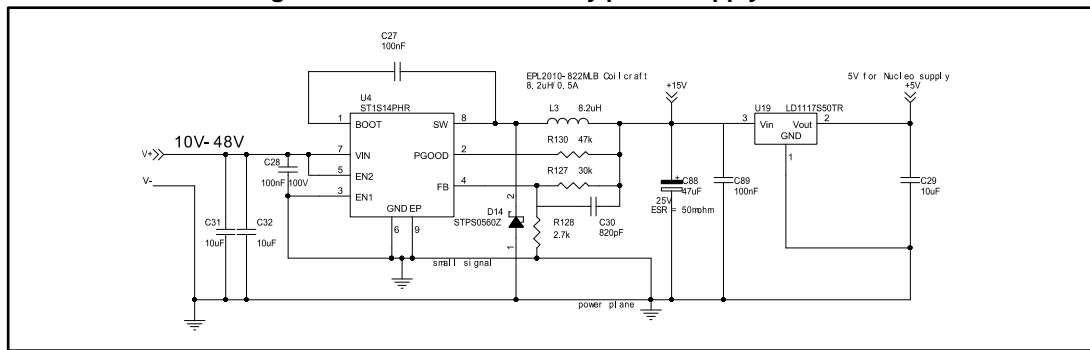 C27
100nF
EPL2010-822MLB Coilcraft
8.2uH/0.5A
+15V
5V for Nucleo supply
+5V
U4
ST1S14PHR
L3 8.2uH
U19 LD1117S50TR
1 BOOT SW 8
3 Vin Vout 2
GND
1
10V-48V
R130 47k
V+
7 VIN PGOOD 2
C28
100nF 100V
5 EN2
R127 30k
V-
3 EN1 FB 4
C88
47uF
25V
ESR = 50mohm
C89
100nF
C29
10uF
GND EP
6 9
2
D14
STPS0560Z
1
R128
2.7k
C30
820pF
C31
10uF
C32
10uF
small signal
power plane